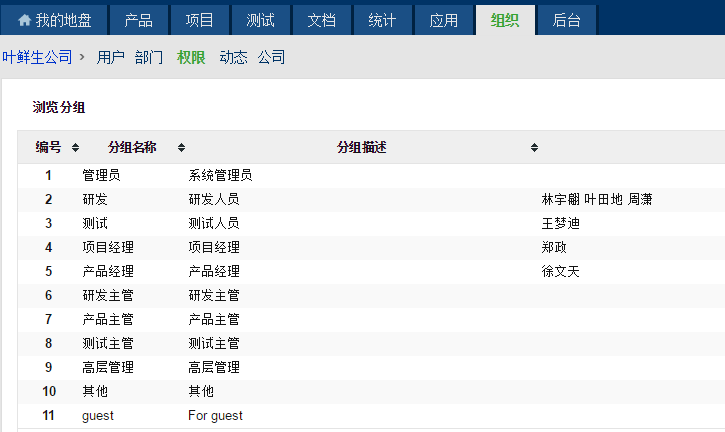 我的地盘 产品 项目 测试 文档 统计 应用 组织 后台
叶鲜生公司 › 用户 部门 权限 动态 公司
浏览分组
编号 分组名称 分组描述
1 管理员 系统管理员
2 研发 研发人员 林宇翩 叶田地 周潇
3 测试 测试人员 王梦迪
4 项目经理 项目经理 郑政
5 产品经理 产品经理 徐文天
6 研发主管 研发主管
7 产品主管 产品主管
8 测试主管 测试主管
9 高层管理 高层管理
10 其他 其他
11 guest For guest